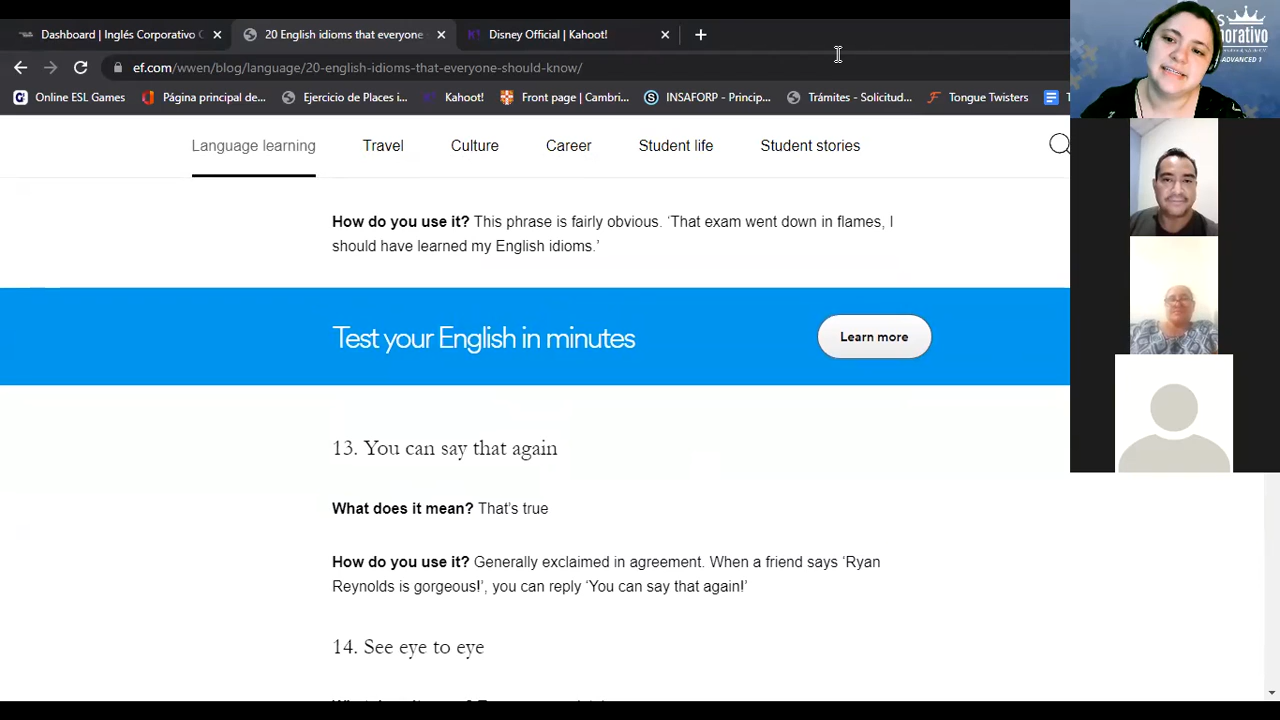 Dashboard | Inglés Corporativo
20 English idioms that everyone
Disney Official | Kahoot!
ef.com/wwen/blog/language/20-english-idioms-that-everyone-should-know/
Online ESL Games
Página principal de...
Ejercicio de Places i...
Kahoot!
Front page | Cambri...
INSAFORP - Princip...
Trámites - Solicitud...
Tongue Twisters
Language learning
Travel
Culture
Career
Student life
Student stories
How do you use it? This phrase is fairly obvious. ‘That exam went down in flames, I
should have learned my English idioms.’
Test your English in minutes
Learn more
13. You can say that again
What does it mean? That’s true
How do you use it? Generally exclaimed in agreement. When a friend says ‘Ryan
Reynolds is gorgeous!’, you can reply ‘You can say that again!’
14. See eye to eye
ADVANCED 1